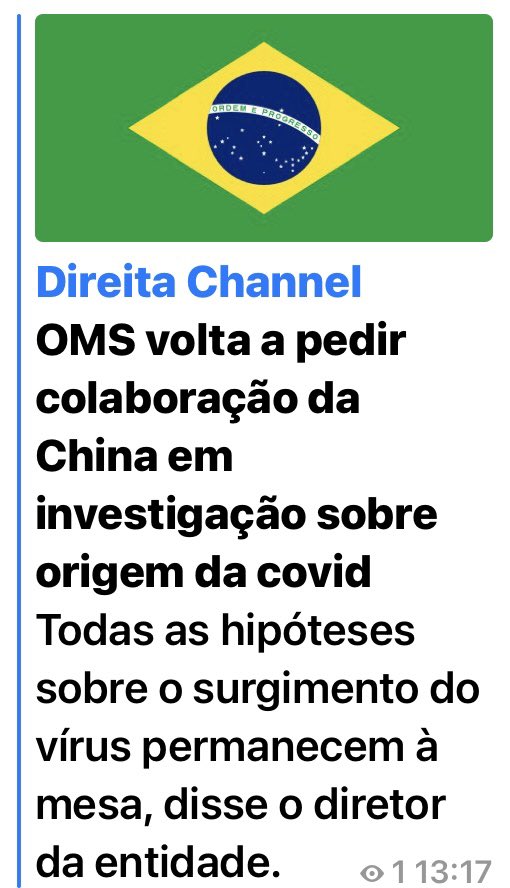 ORDEM E PROGRESSO
Direita Channel
OMS volta a pedir
colaboração da
China em
investigação sobre
origem da covid
Todas as hipóteses
sobre o surgimento do
vírus permanecem à
mesa, disse o diretor
da entidade.
1 13:17